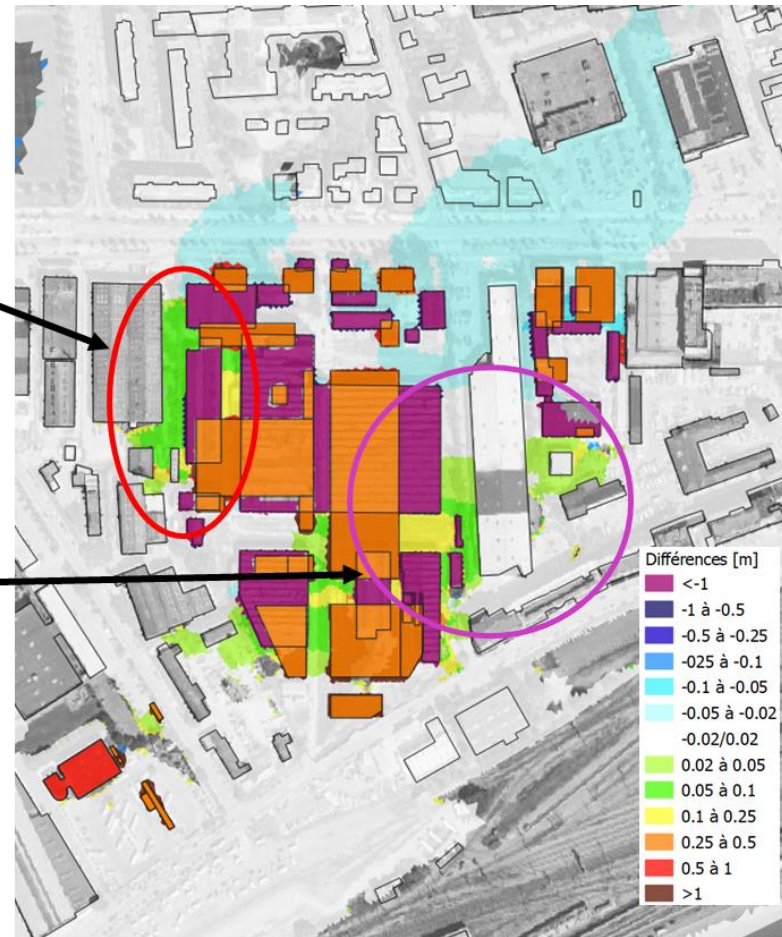 Différences [m]
<-1
-1 à -0.5
-0.5 à -0.25
-025 à -0.1
-0.1 à -0.05
-0.05 à -0.02
-0.02/0.02
0.02 à 0.05
0.05 à 0.1
0.1 à 0.25
0.25 à 0.5
0.5 à 1
>1